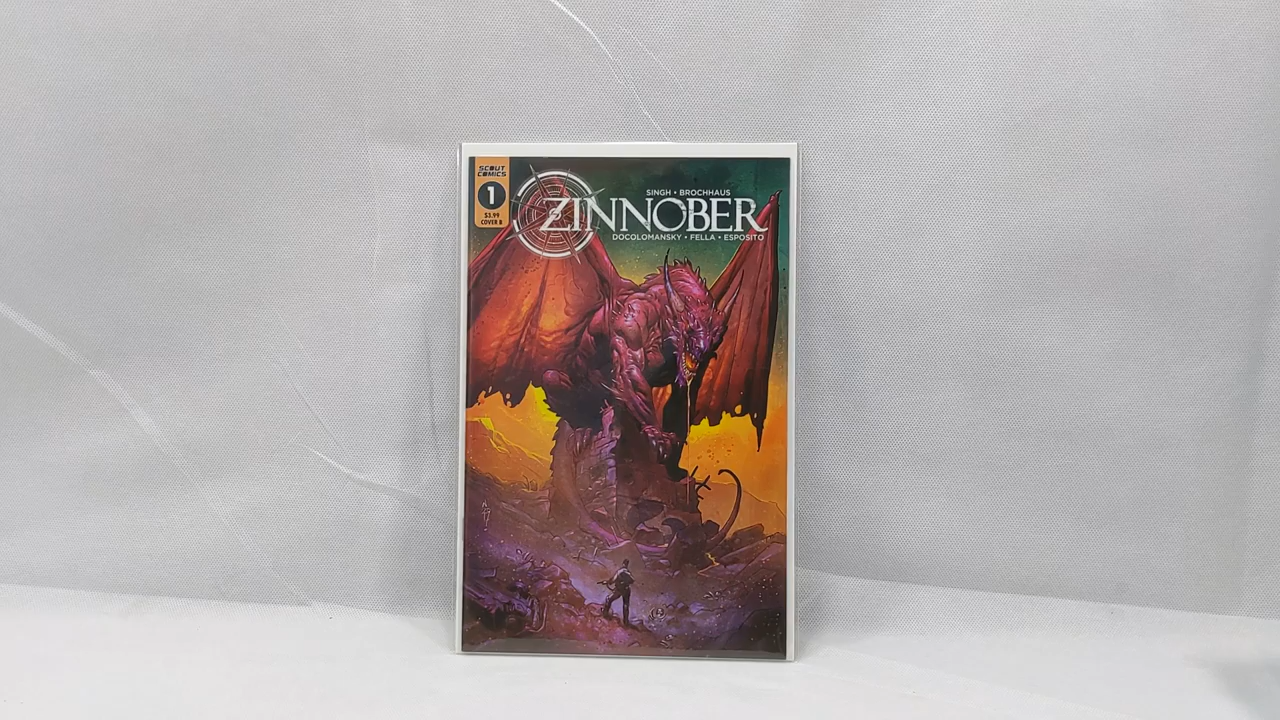 SCOUT
COMICS
1
$3.99
COVER B
SINGH • BROCHHAUS
ZINNOBER
DOCOLOMANSKY • FELLA • ESPOSITO